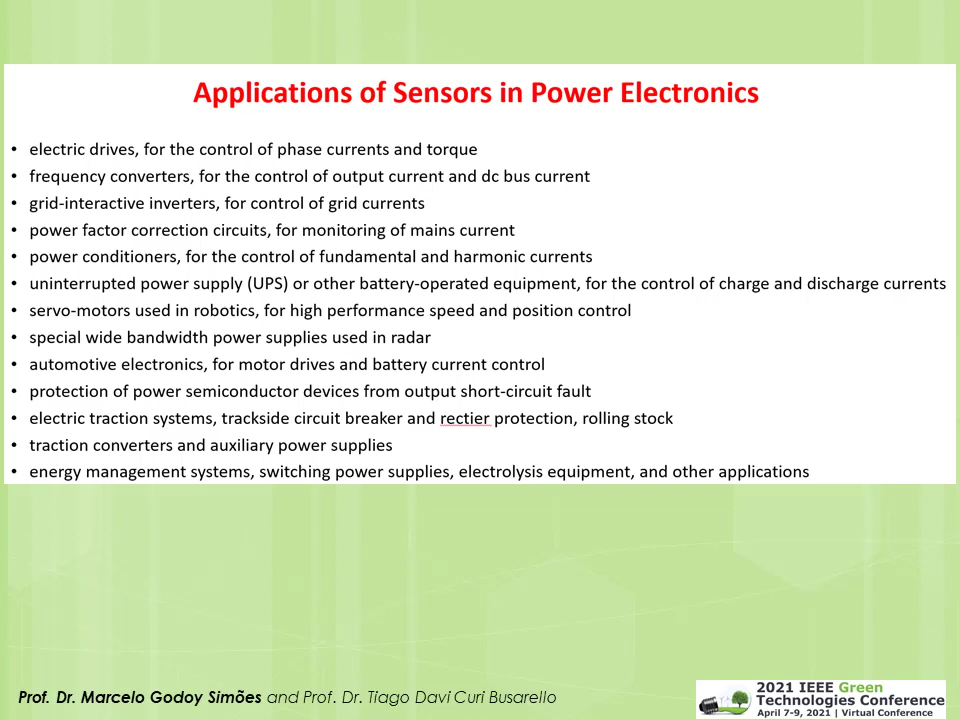 Applications of Sensors in Power Electronics
• electric drives, for the control of phase currents and torque
• frequency converters, for the control of output current and dc bus current
• grid-interactive inverters, for control of grid currents
• power factor correction circuits, for monitoring of mains current
• power conditioners, for the control of fundamental and harmonic currents
• uninterrupted power supply (UPS) or other battery-operated equipment, for the control of charge and discharge currents
• servo-motors used in robotics, for high performance speed and position control
• special wide bandwidth power supplies used in radar
• automotive electronics, for motor drives and battery current control
• protection of power semiconductor devices from output short-circuit fault
• electric traction systems, trackside circuit breaker and rectier protection, rolling stock
• traction converters and auxiliary power supplies
• energy management systems, switching power supplies, electrolysis equipment, and other applications
Prof. Dr. Marcelo Godoy Simões and Prof. Dr. Tiago Davi Curi Busarello
2021 IEEE Green
Technologies Conference
April 7-9, 2021 | Virtual Conference